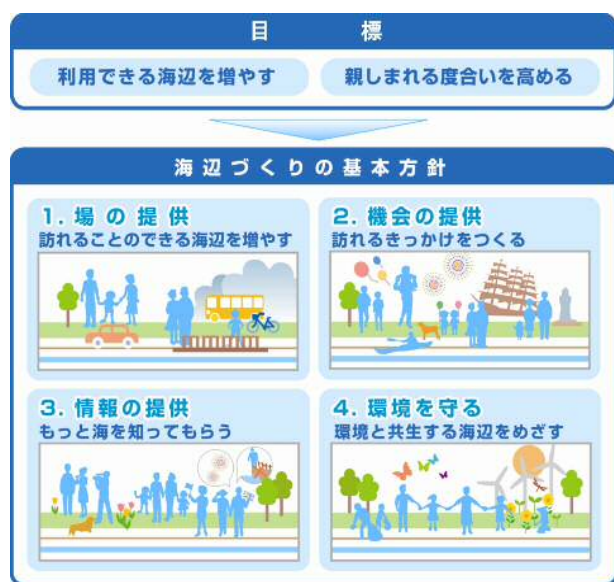 目標
利用できる海辺を増やす
親しまれる度合いを高める
海辺づくりの基本方針
1. 場の提供
訪れることのできる海辺を増やす
2. 機会の提供
訪れるきっかけをつくる
3. 情報の提供
もっと海を知ってもらう
4. 環境を守る
環境と共生する海辺をめざす